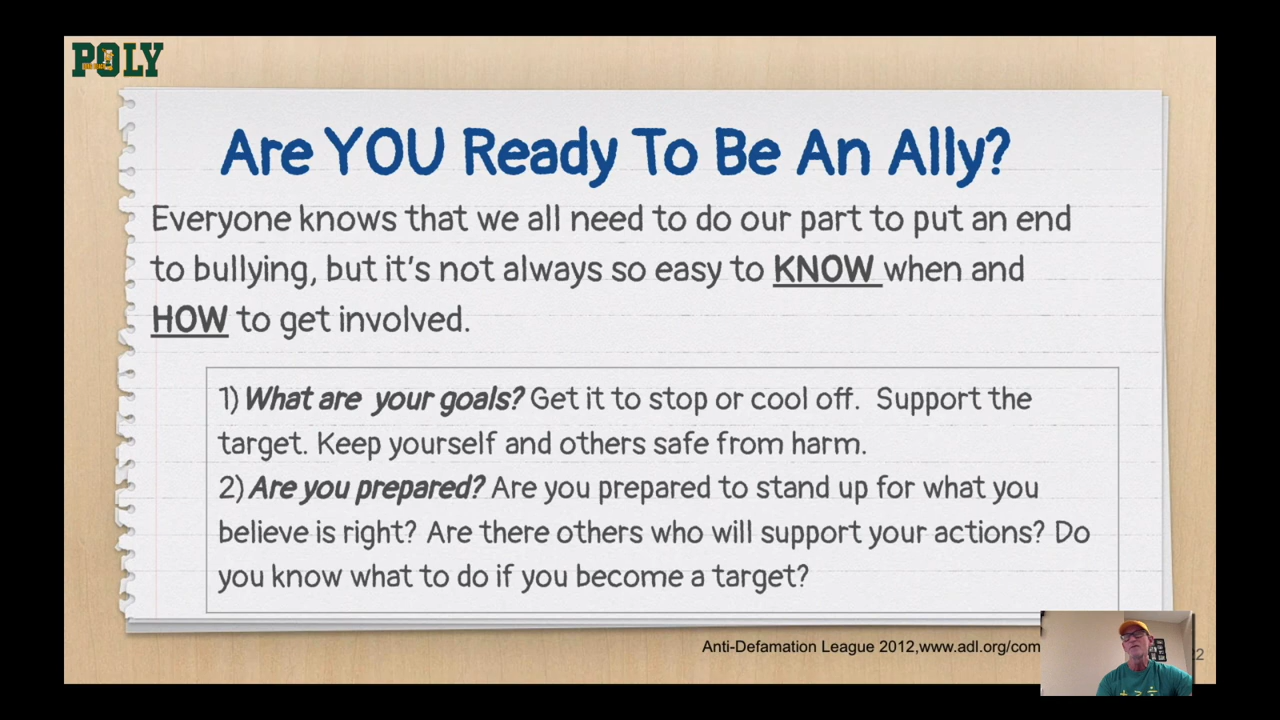 POLY
Are YOU Ready To Be An Ally?
Everyone knows that we all need to do our part to put an end
to bullying, but it's not always so easy to KNOW when and
HOW to get involved.
1) What are your goals? Get it to stop or cool off. Support the
target. Keep yourself and others safe from harm.
2) Are you prepared? Are you prepared to stand up for what you
believe is right? Are there others who will support your actions? Do
you know what to do if you become a target?
Anti-Defamation League 2012,www.adl.org/com